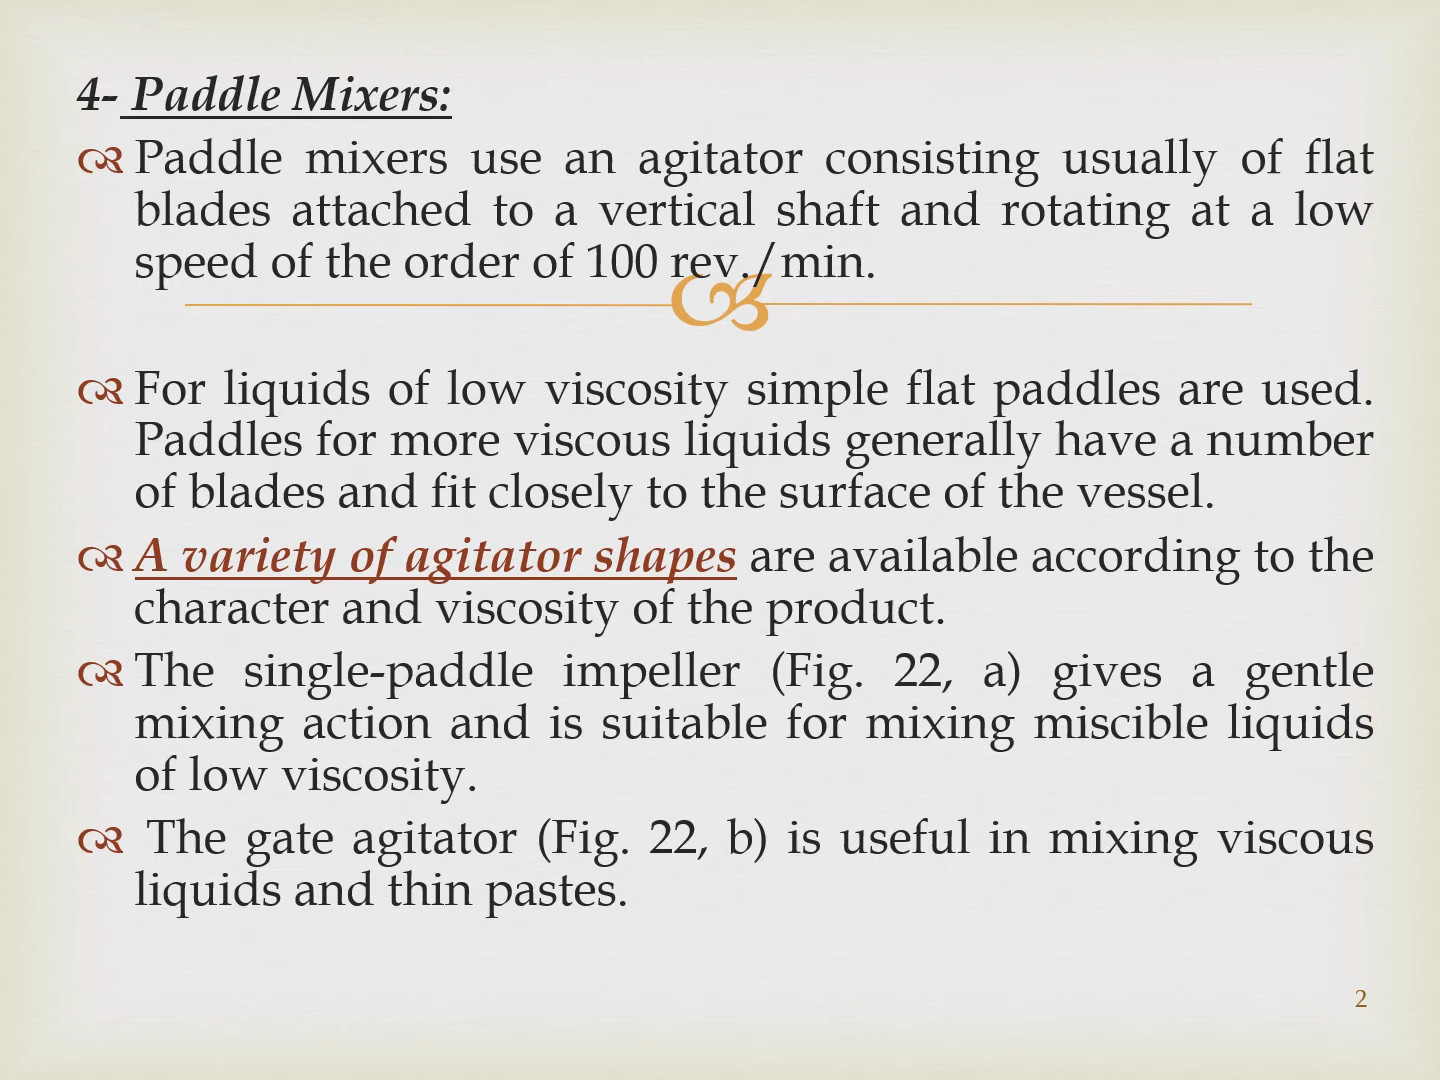 4- Paddle Mixers:
Paddle mixers use an agitator consisting usually of flat
blades attached to a vertical shaft and rotating at a low
speed of the order of 100 rev./min.
For liquids of low viscosity simple flat paddles are used.
Paddles for more viscous liquids generally have a number
of blades and fit closely to the surface of the vessel.
A variety of agitator shapes are available according to the
character and viscosity of the product.
The single-paddle impeller (Fig. 22, a) gives a gentle
mixing action and is suitable for mixing miscible liquids
of low viscosity.
The gate agitator (Fig. 22, b) is useful in mixing viscous
liquids and thin pastes.
2